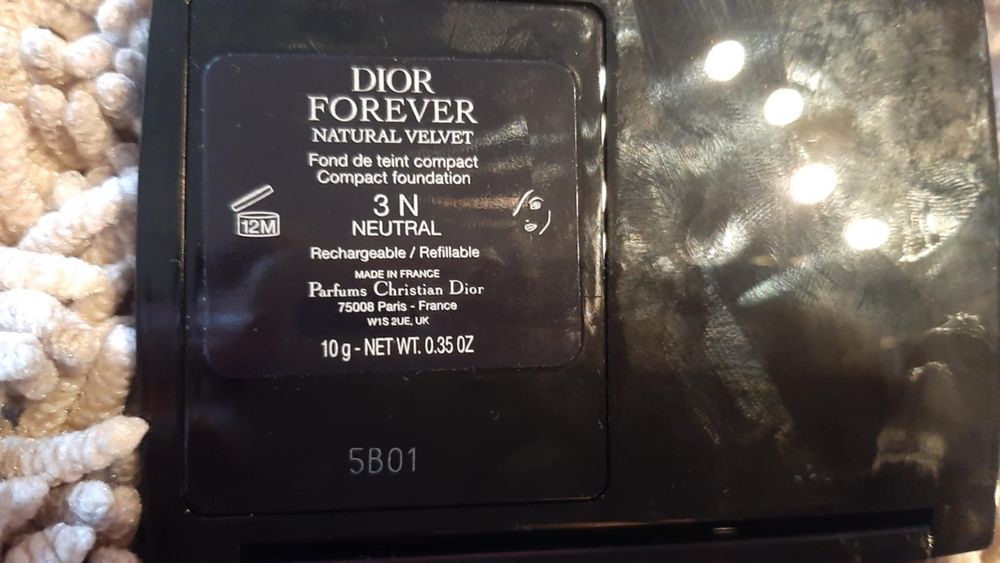 DIOR
FOREVER
NATURAL VELVET
Fond de teint compact
Compact foundation
3 N
NEUTRAL
12M
Rechargeable / Refillable
MADE IN FRANCE
Parfums Christian Dior
75008 Paris - France
W1S 2UE, UK
10 g - NET WT. 0.35 OZ
5B01